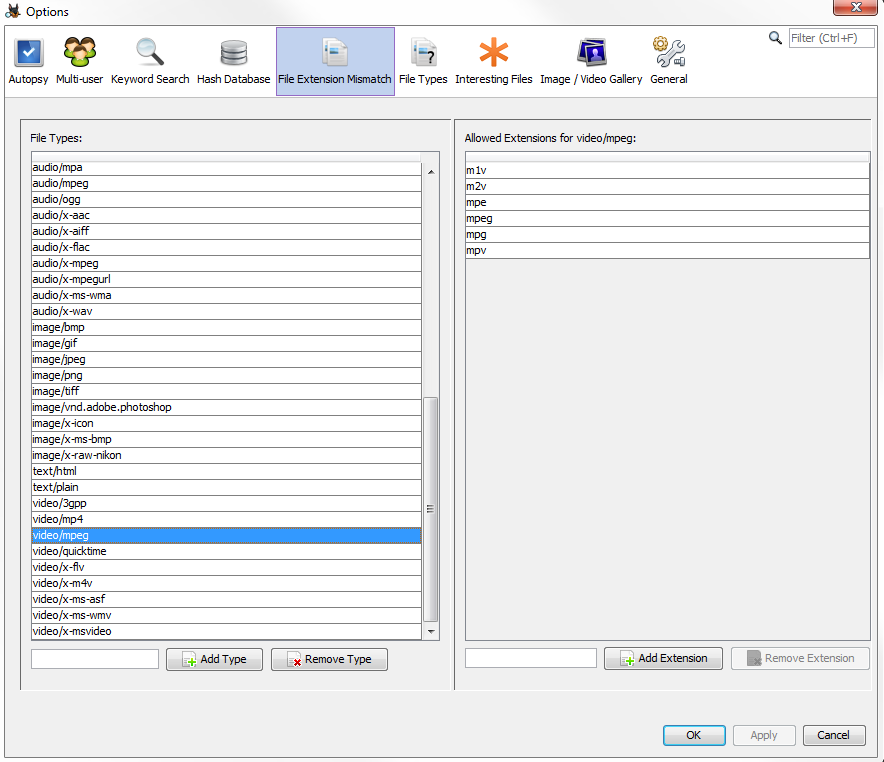 Options
Filter (Ctrl+F)
Autopsy Multi-user Keyword Search Hash Database File Extension Mismatch File Types Interesting Files Image / Video Gallery General
File Types:
audio/mpa
audio/mpeg
audio/ogg
audio/x-aac
audio/x-aiff
audio/x-flac
audio/x-mpeg
audio/x-mpegurl
audio/x-ms-wma
audio/x-wav
image/bmp
image/gif
image/jpeg
image/png
image/tiff
image/vnd.adobe.photoshop
image/x-icon
image/x-ms-bmp
image/x-raw-nikon
text/html
text/plain
video/3gpp
video/mp4
video/mpeg
video/quicktime
video/x-flv
video/x-m4v
video/x-ms-asf
video/x-ms-wmv
video/x-msvideo
Add Type Remove Type
Allowed Extensions for video/mpeg:
m1v
m2v
mpe
mpeg
mpg
mpv
Add Extension Remove Extension
OK Apply Cancel